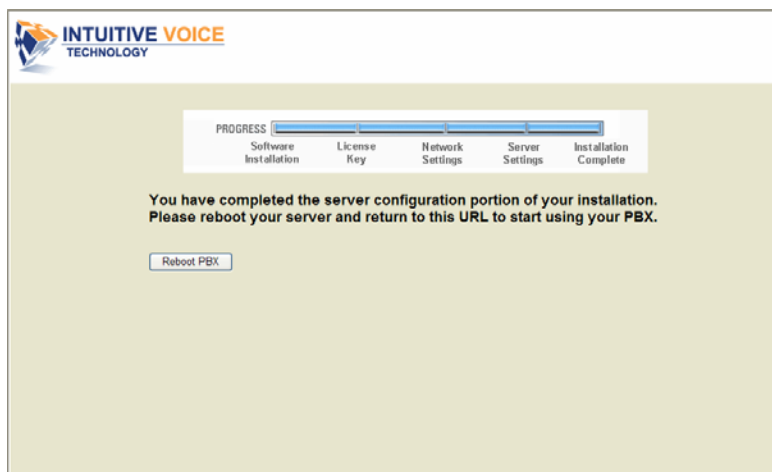 INTUITIVE VOICE
TECHNOLOGY
PROGRESS
Software Installation
License Key
Network Settings
Server Settings
Installation Complete
You have completed the server configuration portion of your installation.
Please reboot your server and return to this URL to start using your PBX.
Reboot PBX